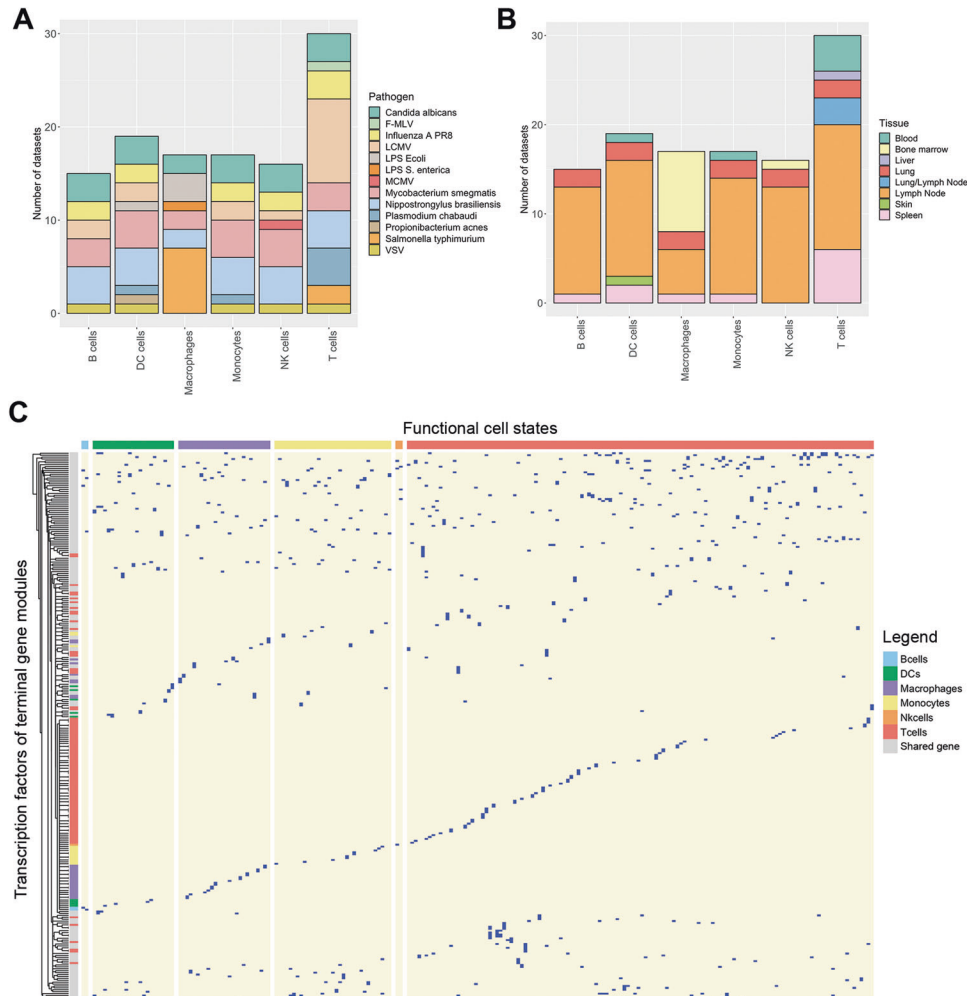 A
Number of datasets
30
20
10
0
B cells
DC cells
Macrophages
Monocytes
NK cells
T cells
Pathogen
Candida albicans
F-MLV
Influenza A PR8
LCMV
LPS Ecoli
LPS S. enterica
MCMV
Mycobacterium smegmatis
Nippostrongylus brasiliensis
Plasmodium chabaudi
Propionibacterium acnes
Salmonella typhimurium
VSV
B
Number of datasets
30
20
10
0
B cells
DC cells
Macrophages
Monocytes
NK cells
T cells
Tissue
Blood
Bone marrow
Liver
Lung
Lung/Lymph Node
Lymph Node
Skin
Spleen
C
Functional cell states
Transcription factors of terminal gene modules
Legend
Bcells
DCs
Macrophages
Monocytes
Nkcells
Tcells
Shared gene